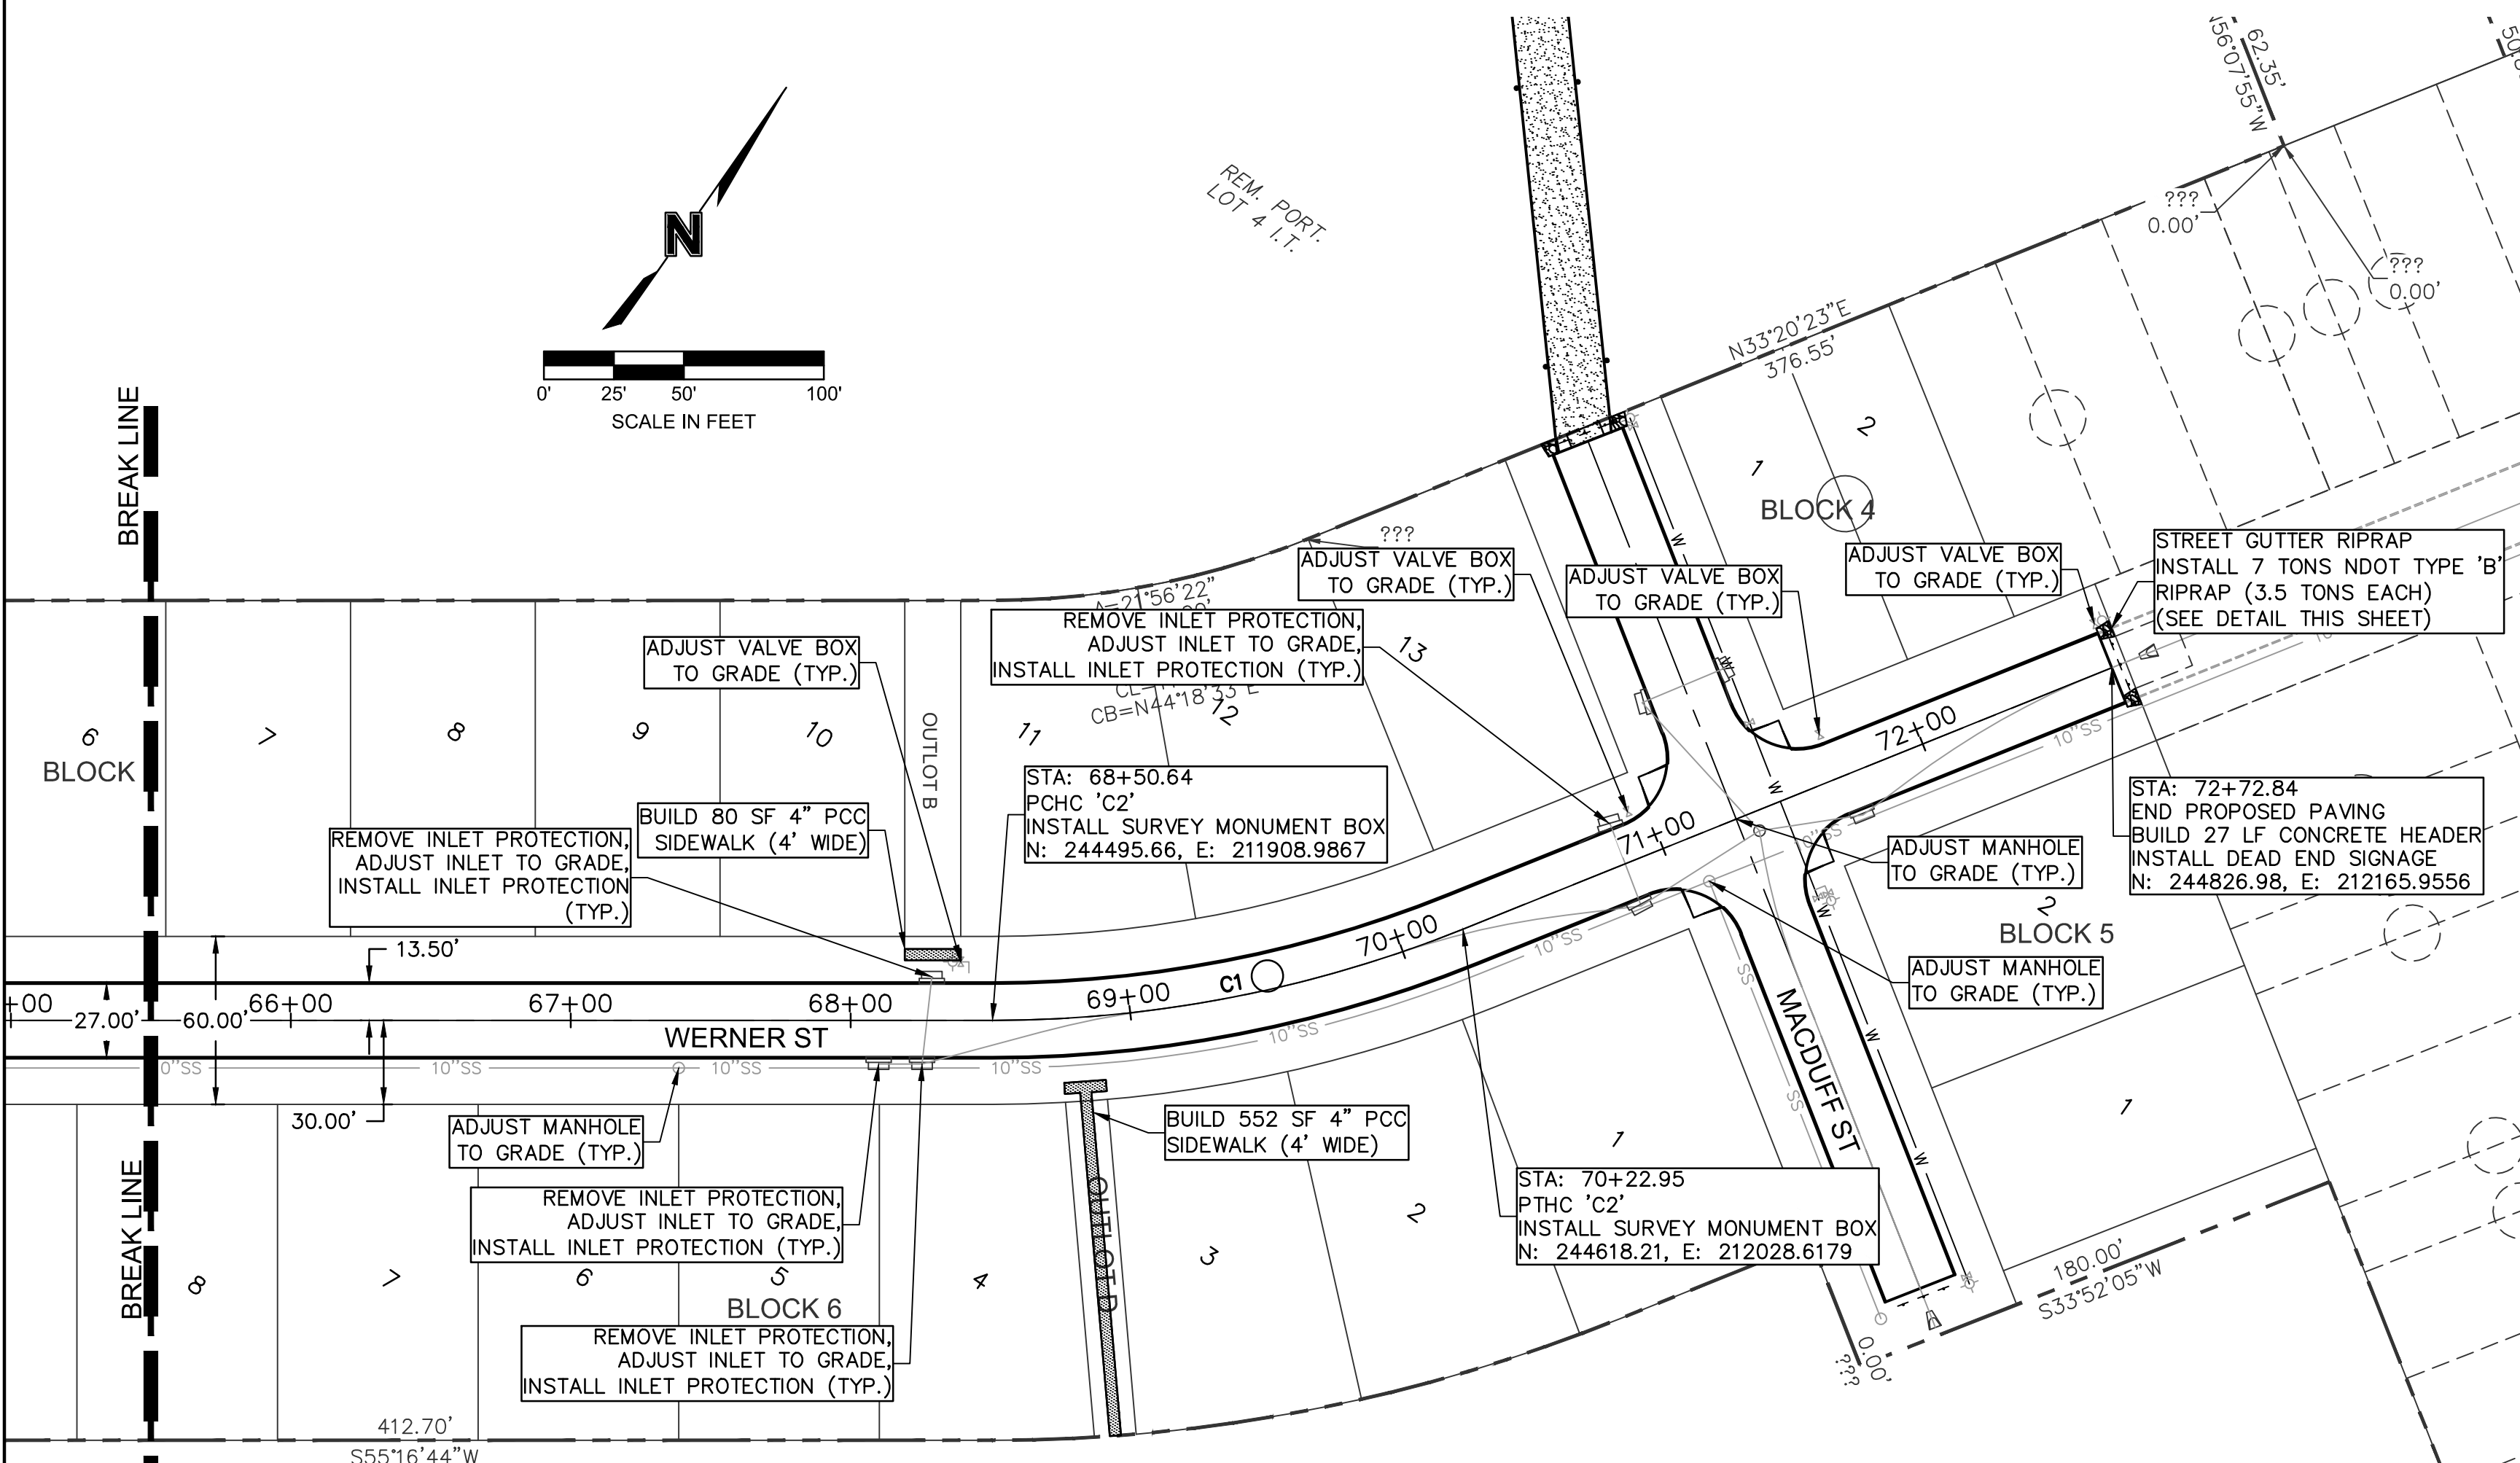 N
0' 25' 50' 100'
SCALE IN FEET
BREAK LINE
BREAK LINE
REM. PORT.
LOT 4 I.T.
62.35'
N56°07'55"W
???
0.00'
???
0.00'
N33°20'23"E
376.55'
1
2
BLOCK 4
???
ADJUST VALVE BOX
TO GRADE (TYP.)
ADJUST VALVE BOX
TO GRADE (TYP.)
ADJUST VALVE BOX
TO GRADE (TYP.)
STREET GUTTER RIPRAP
INSTALL 7 TONS NDOT TYPE 'B'
RIPRAP (3.5 TONS EACH)
(SEE DETAIL THIS SHEET)
21°56'22"
REMOVE INLET PROTECTION,
ADJUST INLET TO GRADE,
INSTALL INLET PROTECTION (TYP.)
CB=N44°18'33"E
ADJUST VALVE BOX
TO GRADE (TYP.)
6
BLOCK
7
8
9
10
OUTLOT B
11
12
13
BUILD 80 SF 4" PCC
SIDEWALK (4' WIDE)
REMOVE INLET PROTECTION,
ADJUST INLET TO GRADE,
INSTALL INLET PROTECTION
(TYP.)
STA: 68+50.64
PCHC 'C2'
INSTALL SURVEY MONUMENT BOX
N: 244495.66, E: 211908.9867
STA: 72+72.84
END PROPOSED PAVING
BUILD 27 LF CONCRETE HEADER
INSTALL DEAD END SIGNAGE
N: 244826.98, E: 212165.9556
ADJUST MANHOLE
TO GRADE (TYP.)
2
BLOCK 5
ADJUST MANHOLE
TO GRADE (TYP.)
1
13.50'
27.00'
60.00'
30.00'
+00
66+00
67+00
68+00
69+00
70+00
71+00
72+00
C1
WERNER ST
MACDUFF ST
0"SS
10"SS
10"SS
10"SS
10"SS
10"SS
0"SS
10"SS
SS
SS
W
W
W
W
W
ADJUST MANHOLE
TO GRADE (TYP.)
REMOVE INLET PROTECTION,
ADJUST INLET TO GRADE,
INSTALL INLET PROTECTION (TYP.)
REMOVE INLET PROTECTION,
ADJUST INLET TO GRADE,
INSTALL INLET PROTECTION (TYP.)
BUILD 552 SF 4" PCC
SIDEWALK (4' WIDE)
STA: 70+22.95
PTHC 'C2'
INSTALL SURVEY MONUMENT BOX
N: 244618.21, E: 212028.6179
8
7
6
5
BLOCK 6
4
OUTLOT D
3
2
1
412.70'
S55°16'44"W
180.00'
S33°52'05"W
0.00'
???